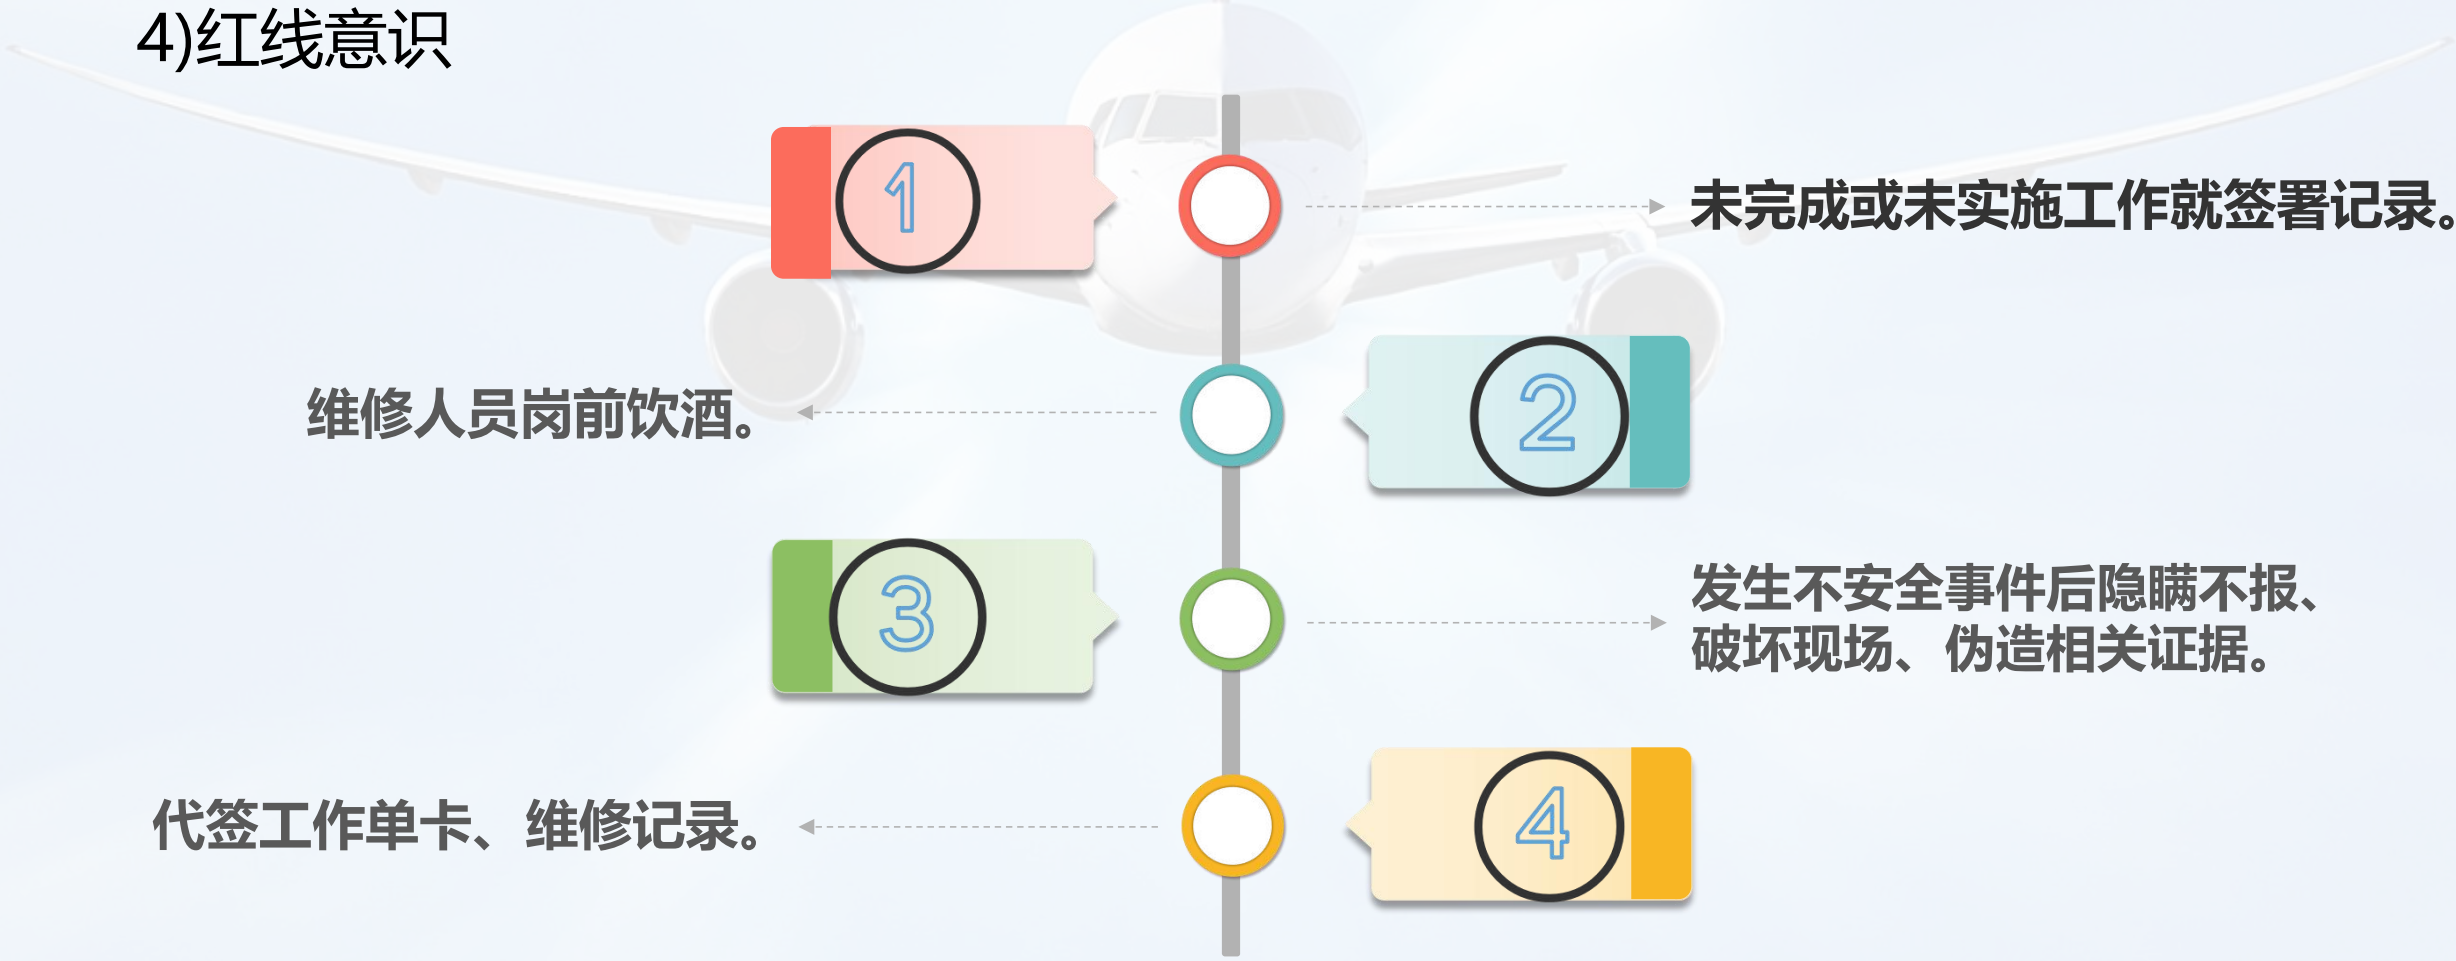 4)红线意识
1
未完成或未实施工作就签署记录。
维修人员岗前饮酒。
2
3
发生不安全事件后隐瞒不报、
破坏现场、伪造相关证据。
代签工作单卡、维修记录。
4